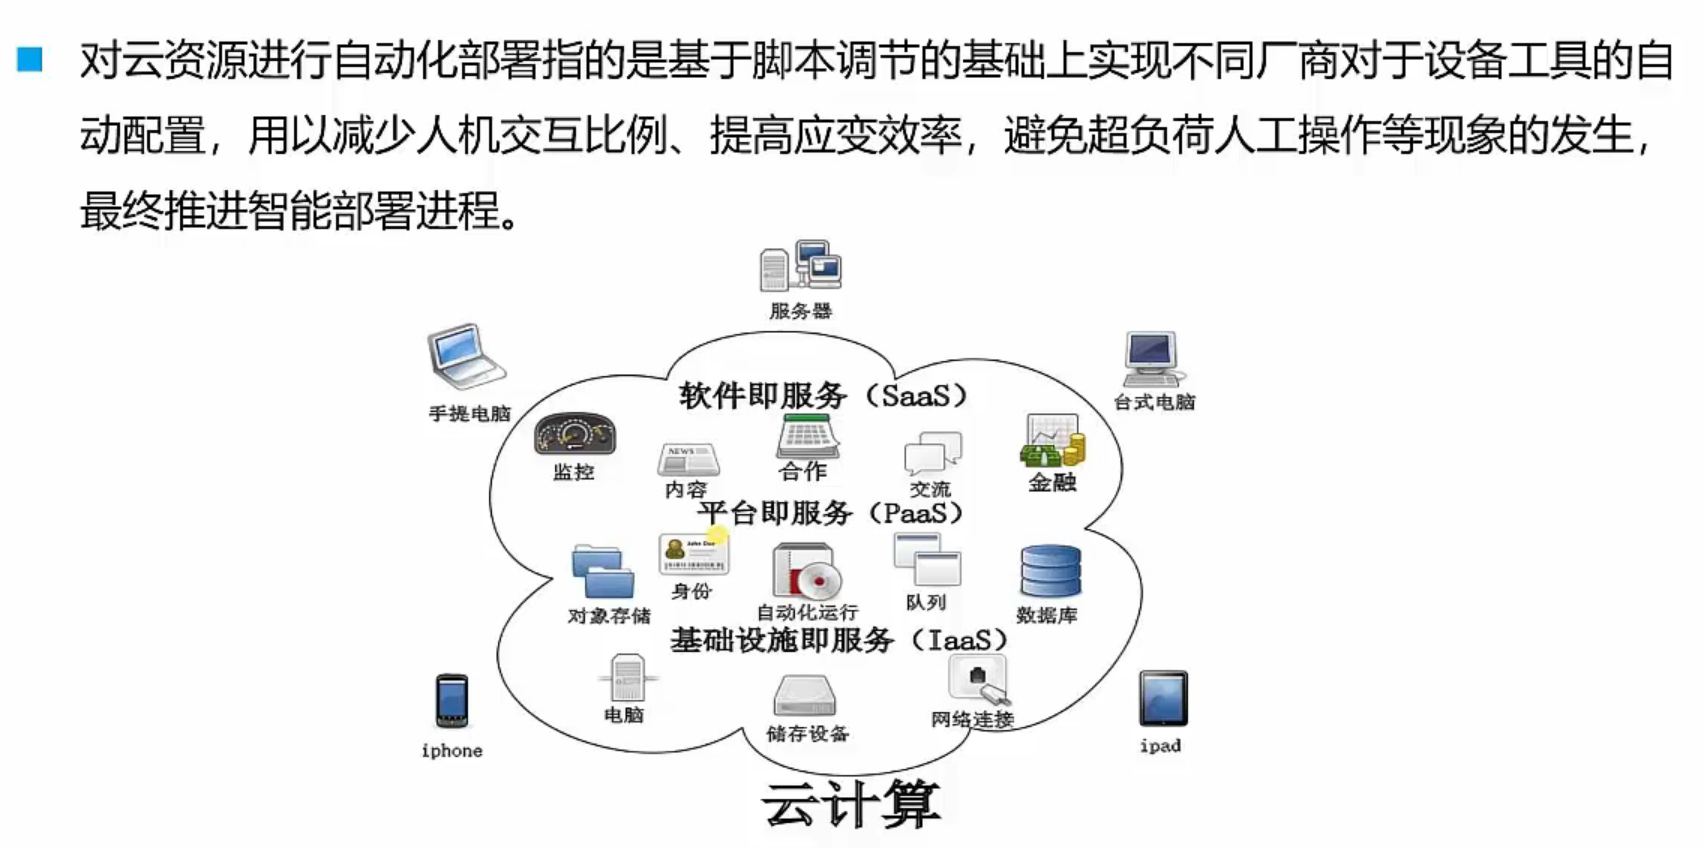 对云资源进行自动化部署指的是基于脚本调节的基础上实现不同厂商对于设备工具的自
动配置，用以减少人机交互比例、提高应变效率，避免超负荷人工操作等现象的发生，
最终推进智能部署进程。
服务器
手提电脑
台式电脑
软件即服务（SaaS）
监控
NEWS
内容
合作
交流
金融
平台即服务（PaaS）
John Doe
对象存储
身份
自动化运行
队列
数据库
基础设施即服务（IaaS）
电脑
储存设备
网络连接
iphone
ipad
云计算